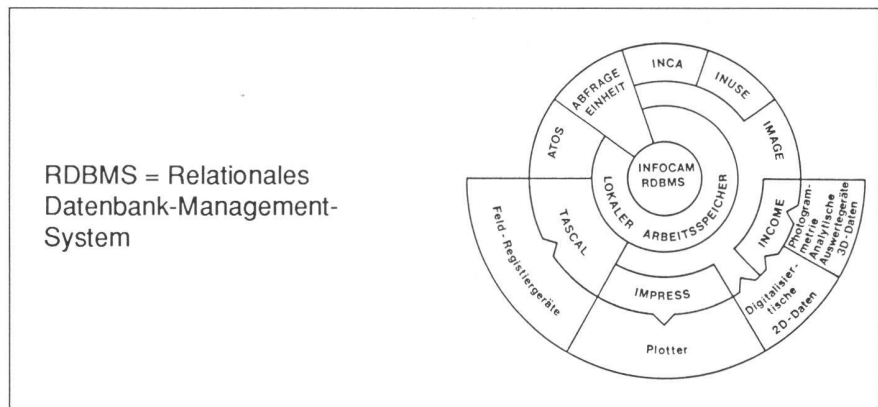 RDBMS = Relationales
Datenbank-Management-
System
INCA
INUSE
ABFRAGE
EINHEIT
IMAGE
ATOS
INFOCAM
RDBMS
LOKALER ARBEITSSPEICHER
TASCAL
INCOME
Photogram-
metrie
Analytische
Auswertegeräte
3D-Daten
Feld-Registiergeräte
IMPRESS
Digitalisier-
tische
2D-Daten
Plotter